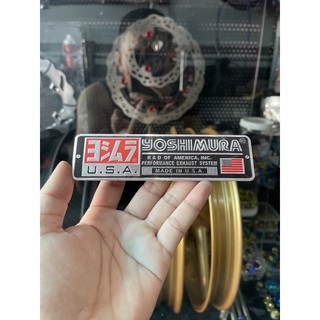 ヨシムラ
U.S.A.
YOSHIMURA®
R & D OF AMERICA, INC.
PERFORMANCE EXHAUST SYSTEM
MADE IN U.S.A.